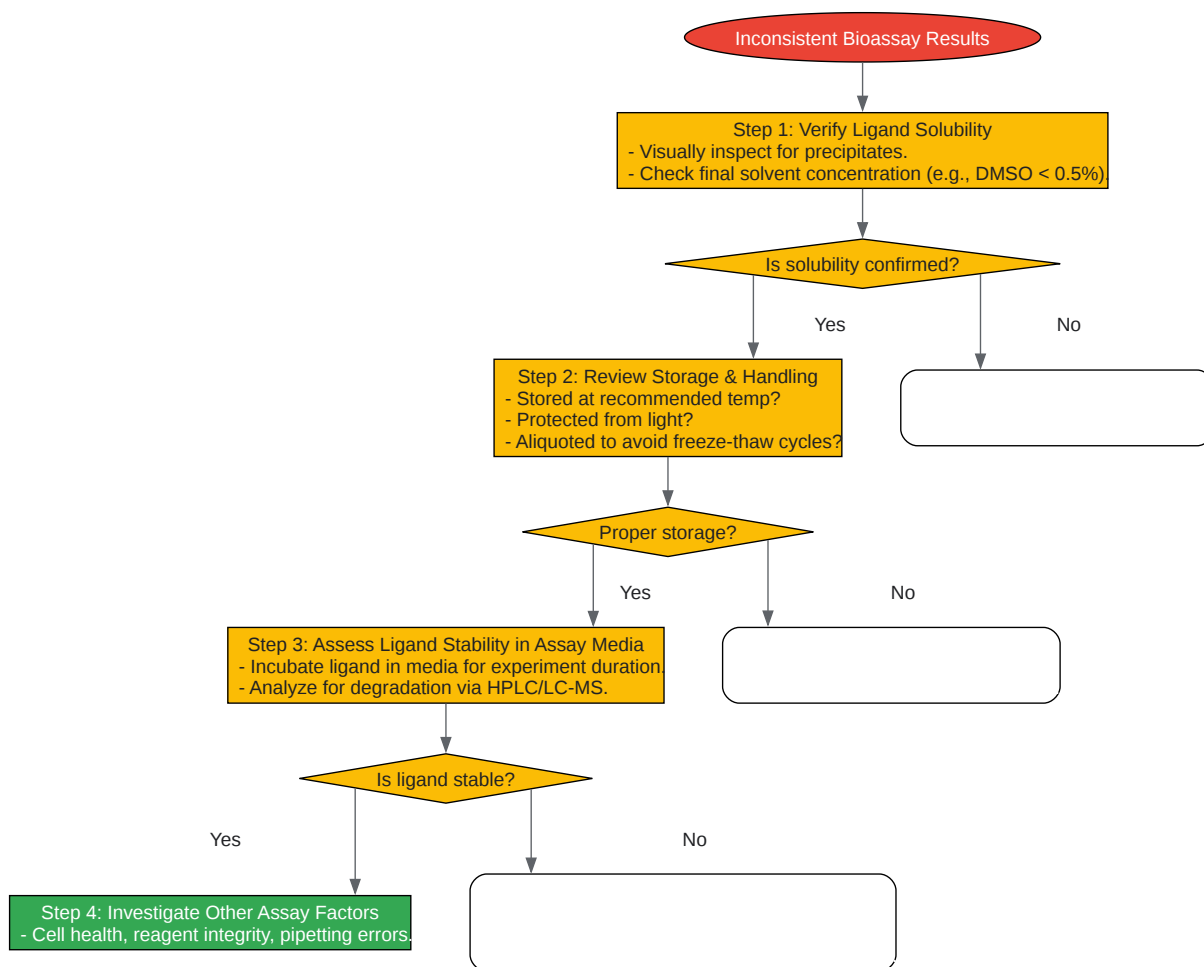 Inconsistent Bioassay Results
Step 1: Verify Ligand Solubility
- Visually inspect for precipitates.
- Check final solvent concentration (e.g., DMSO < 0.5%).
Is solubility confirmed?
Yes
No
Step 2: Review Storage & Handling
- Stored at recommended temp?
- Protected from light?
- Aliquoted to avoid freeze-thaw cycles?
Proper storage?
Yes
No
Step 3: Assess Ligand Stability in Assay Media
- Incubate ligand in media for experiment duration.
- Analyze for degradation via HPLC/LC-MS.
Is ligand stable?
Yes
No
Step 4: Investigate Other Assay Factors
- Cell health, reagent integrity, pipetting errors.